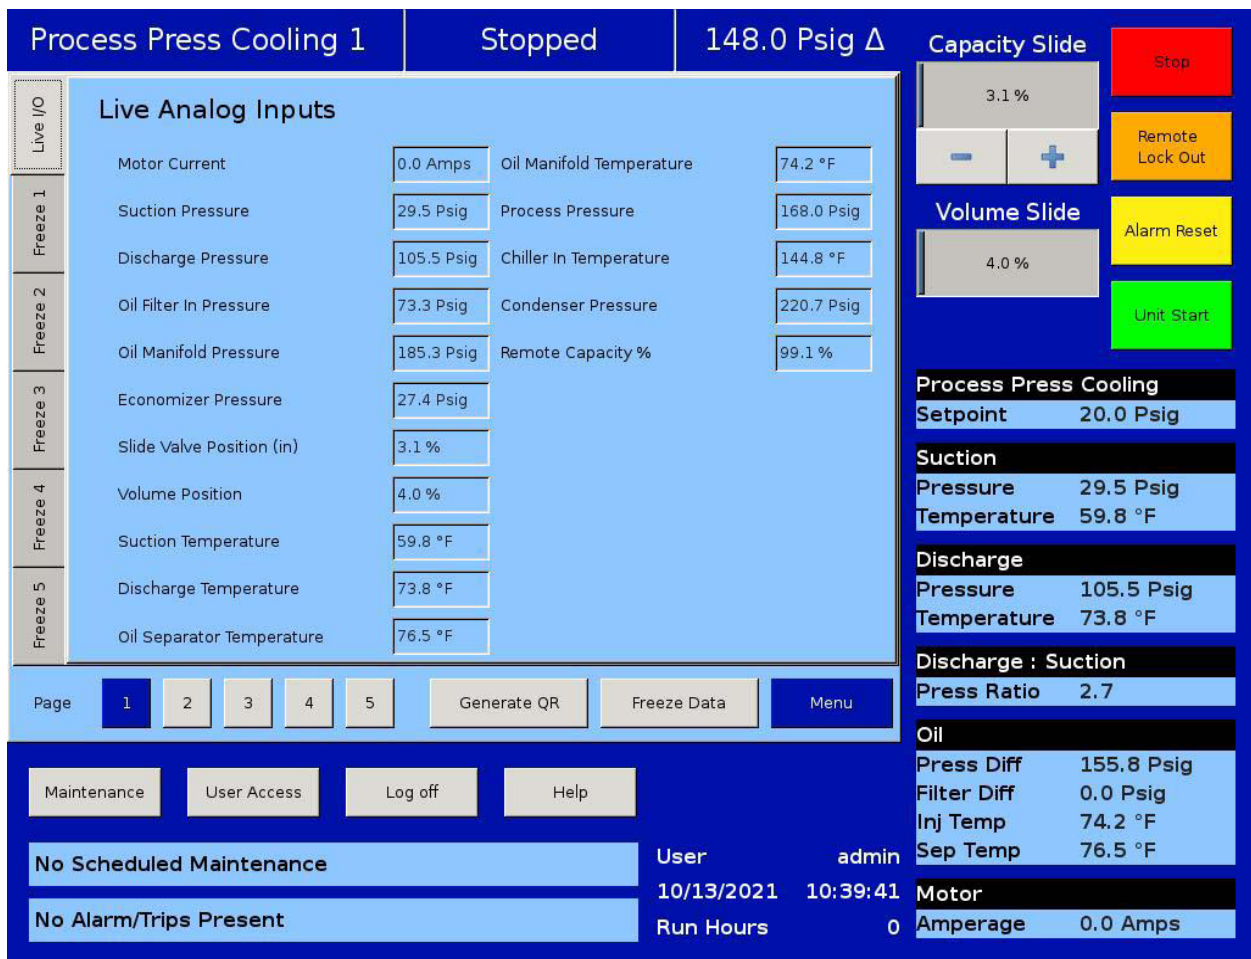 Process Press Cooling 1
Stopped
148.0 Psig Δ
Live I/O
Freeze 1
Freeze 2
Freeze 3
Freeze 4
Freeze 5
Live Analog Inputs
Motor Current 0.0 Amps Oil Manifold Temperature 74.2 °F
Suction Pressure 29.5 Psig Process Pressure 168.0 Psig
Discharge Pressure 105.5 Psig Chiller In Temperature 144.8 °F
Oil Filter In Pressure 73.3 Psig Condenser Pressure 220.7 Psig
Oil Manifold Pressure 185.3 Psig Remote Capacity % 99.1 %
Economizer Pressure 27.4 Psig
Slide Valve Position (in) 3.1 %
Volume Position 4.0 %
Suction Temperature 59.8 °F
Discharge Temperature 73.8 °F
Oil Separator Temperature 76.5 °F
Page 1 2 3 4 5 Generate QR Freeze Data Menu
Maintenance User Access Log off Help
No Scheduled Maintenance
No Alarm/Trips Present
User admin
10/13/2021 10:39:41
Run Hours 0
Capacity Slide
3.1 %
Volume Slide
4.0 %
Stop
Remote
Lock Out
Alarm Reset
Unit Start
Process Press Cooling
Setpoint 20.0 Psig
Suction
Pressure 29.5 Psig
Temperature 59.8 °F
Discharge
Pressure 105.5 Psig
Temperature 73.8 °F
Discharge : Suction
Press Ratio 2.7
Oil
Press Diff 155.8 Psig
Filter Diff 0.0 Psig
Inj Temp 74.2 °F
Sep Temp 76.5 °F
Motor
Amperage 0.0 Amps